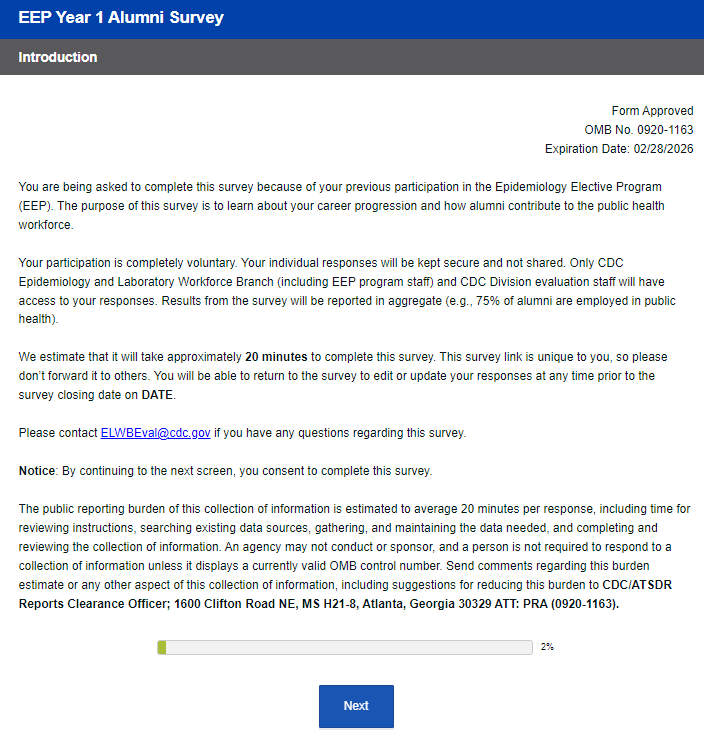 EEP Year 1 Alumni Survey
Introduction
Form Approved
OMB No. 0920-1163
Expiration Date: 02/28/2026
You are being asked to complete this survey because of your previous participation in the Epidemiology Elective Program
(EEP). The purpose of this survey is to learn about your career progression and how alumni contribute to the public health
workforce.
Your participation is completely voluntary. Your individual responses will be kept secure and not shared. Only CDC
Epidemiology and Laboratory Workforce Branch (including EEP program staff) and CDC Division evaluation staff will have
access to your responses. Results from the survey will be reported in aggregate (e.g., 75% of alumni are employed in public
health).
We estimate that it will take approximately 20 minutes to complete this survey. This survey link is unique to you, so please
don't forward it to others. You will be able to return to the survey to edit or update your responses at any time prior to the
survey closing date on DATE.
Please contact ELWBEval@cdc.gov if you have any questions regarding this survey.
Notice: By continuing to the next screen, you consent to complete this survey.
The public reporting burden of this collection of information is estimated to average 20 minutes per response, including time for
reviewing instructions, searching existing data sources, gathering, and maintaining the data needed, and completing and
reviewing the collection of information. An agency may not conduct or sponsor, and a person is not required to respond to a
collection of information unless it displays a currently valid OMB control number. Send comments regarding this burden
estimate or any other aspect of this collection of information, including suggestions for reducing this burden to CDC/ATSDR
Reports Clearance Officer; 1600 Clifton Road NE, MS H21-8, Atlanta, Georgia 30329 ATT: PRA (0920-1163).
2%
Next